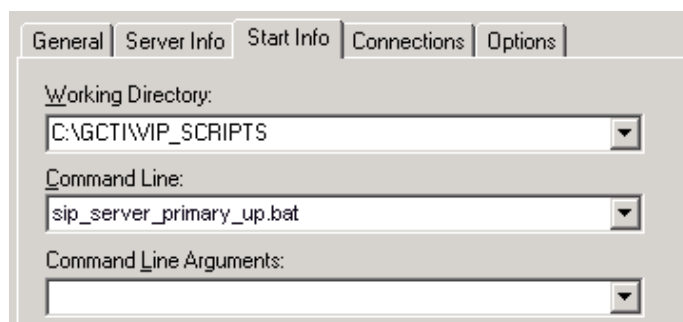 General Server Info Start Info Connections Options
Working Directory:
C:\GCTI\VIP_SCRIPTS
Command Line:
sip_server_primary_up.bat
Command Line Arguments: